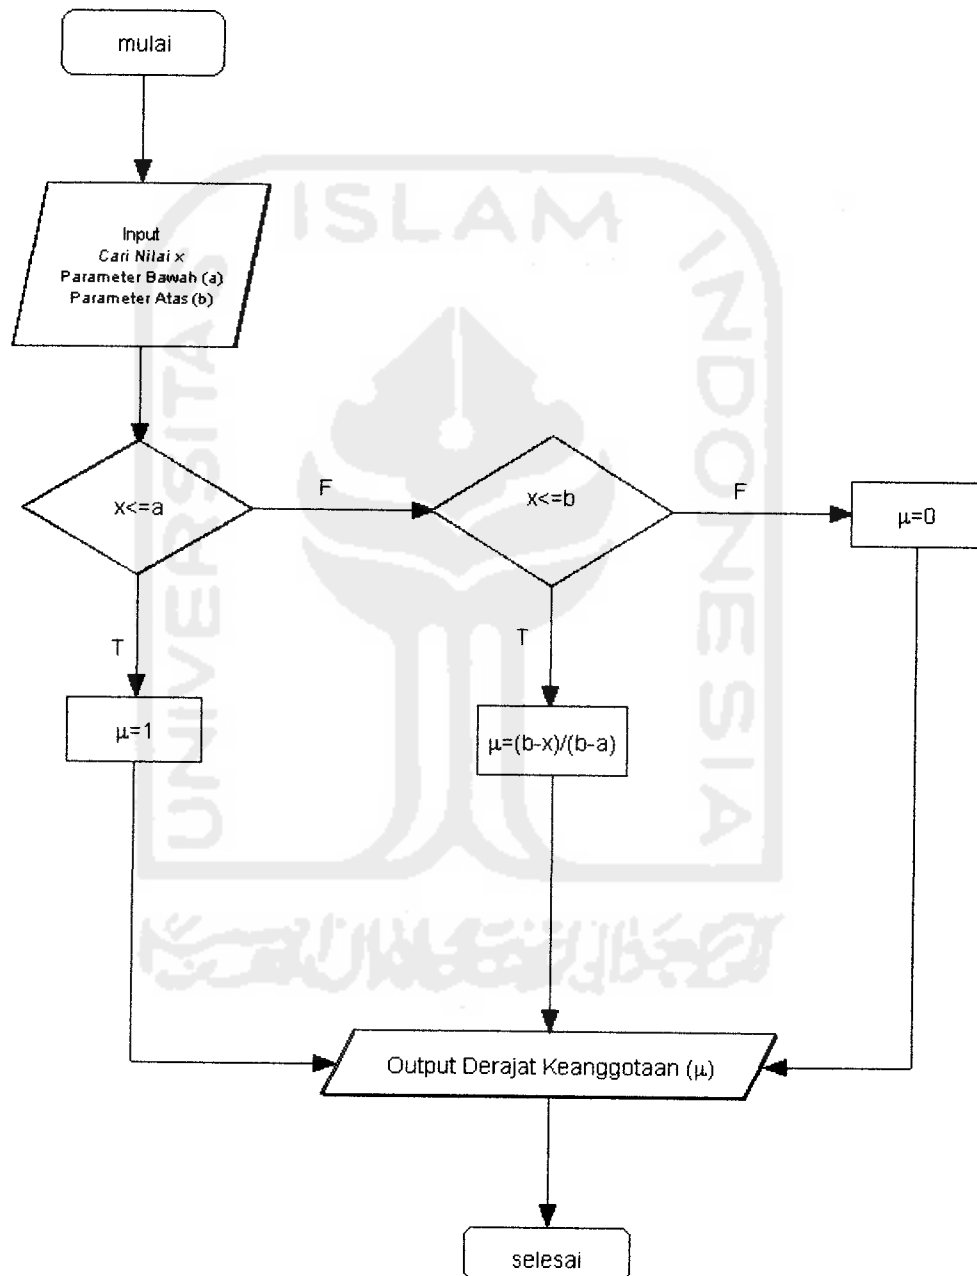 mulai
Input
Cari Nilai x
Parameter Bawah (a)
Parameter Atas (b)
x<=a
F
x<=b
F
μ=0
T
μ=1
T
μ=(b-x)/(b-a)
Output Derajat Keanggotaan (μ)
selesai
UNIVERSITAS
ISLAM
INDONESIA